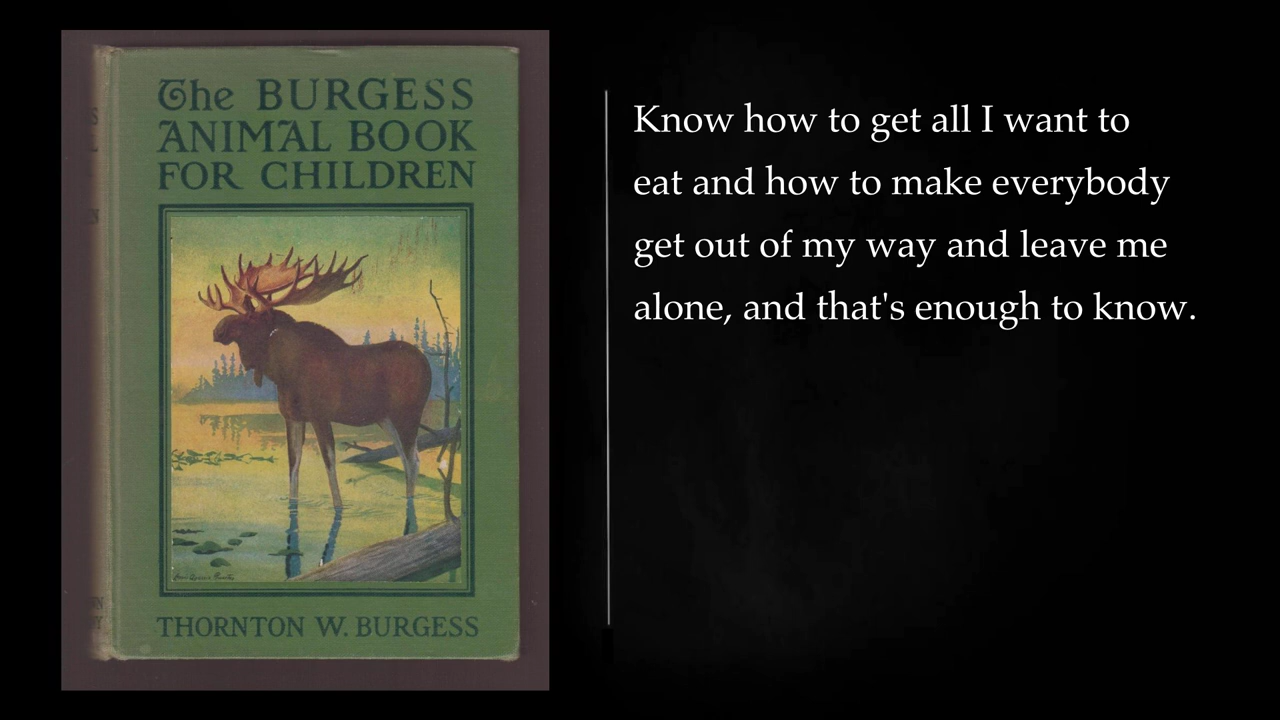 The BURGESS
ANIMAL BOOK
FOR CHILDREN
THORNTON W. BURGESS
Know how to get all I want to
eat and how to make everybody
get out of my way and leave me
alone, and that's enough to know.